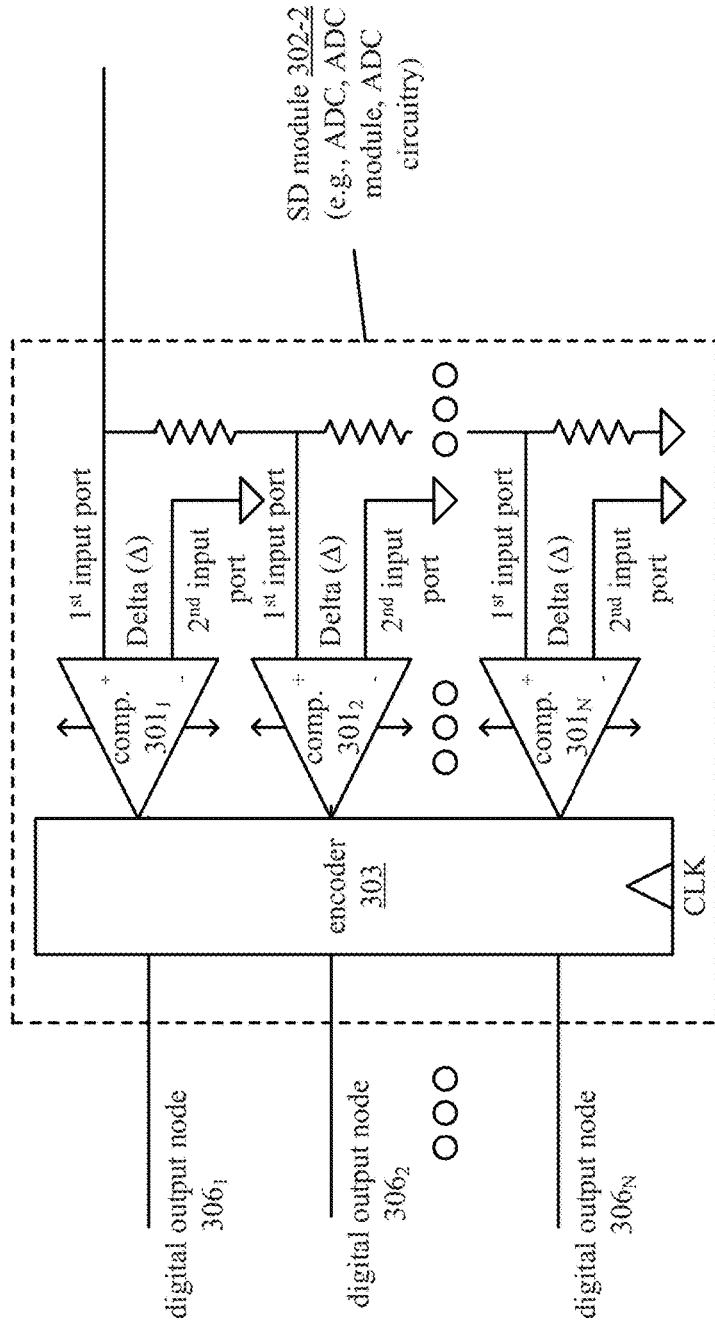 SD module 302-2
(e.g., ADC, ADC
module, ADC
circuitry)
1st input port
Delta (Δ)
2nd input
port
1st input port
Delta (Δ)
2nd input
port
1st input port
Delta (Δ)
2nd input
port
+
-
comp.
301₁
+
-
comp.
301₂
+
-
comp.
301N
encoder
303
CLK
digital output node
306₁
digital output node
306₂
digital output node
306N